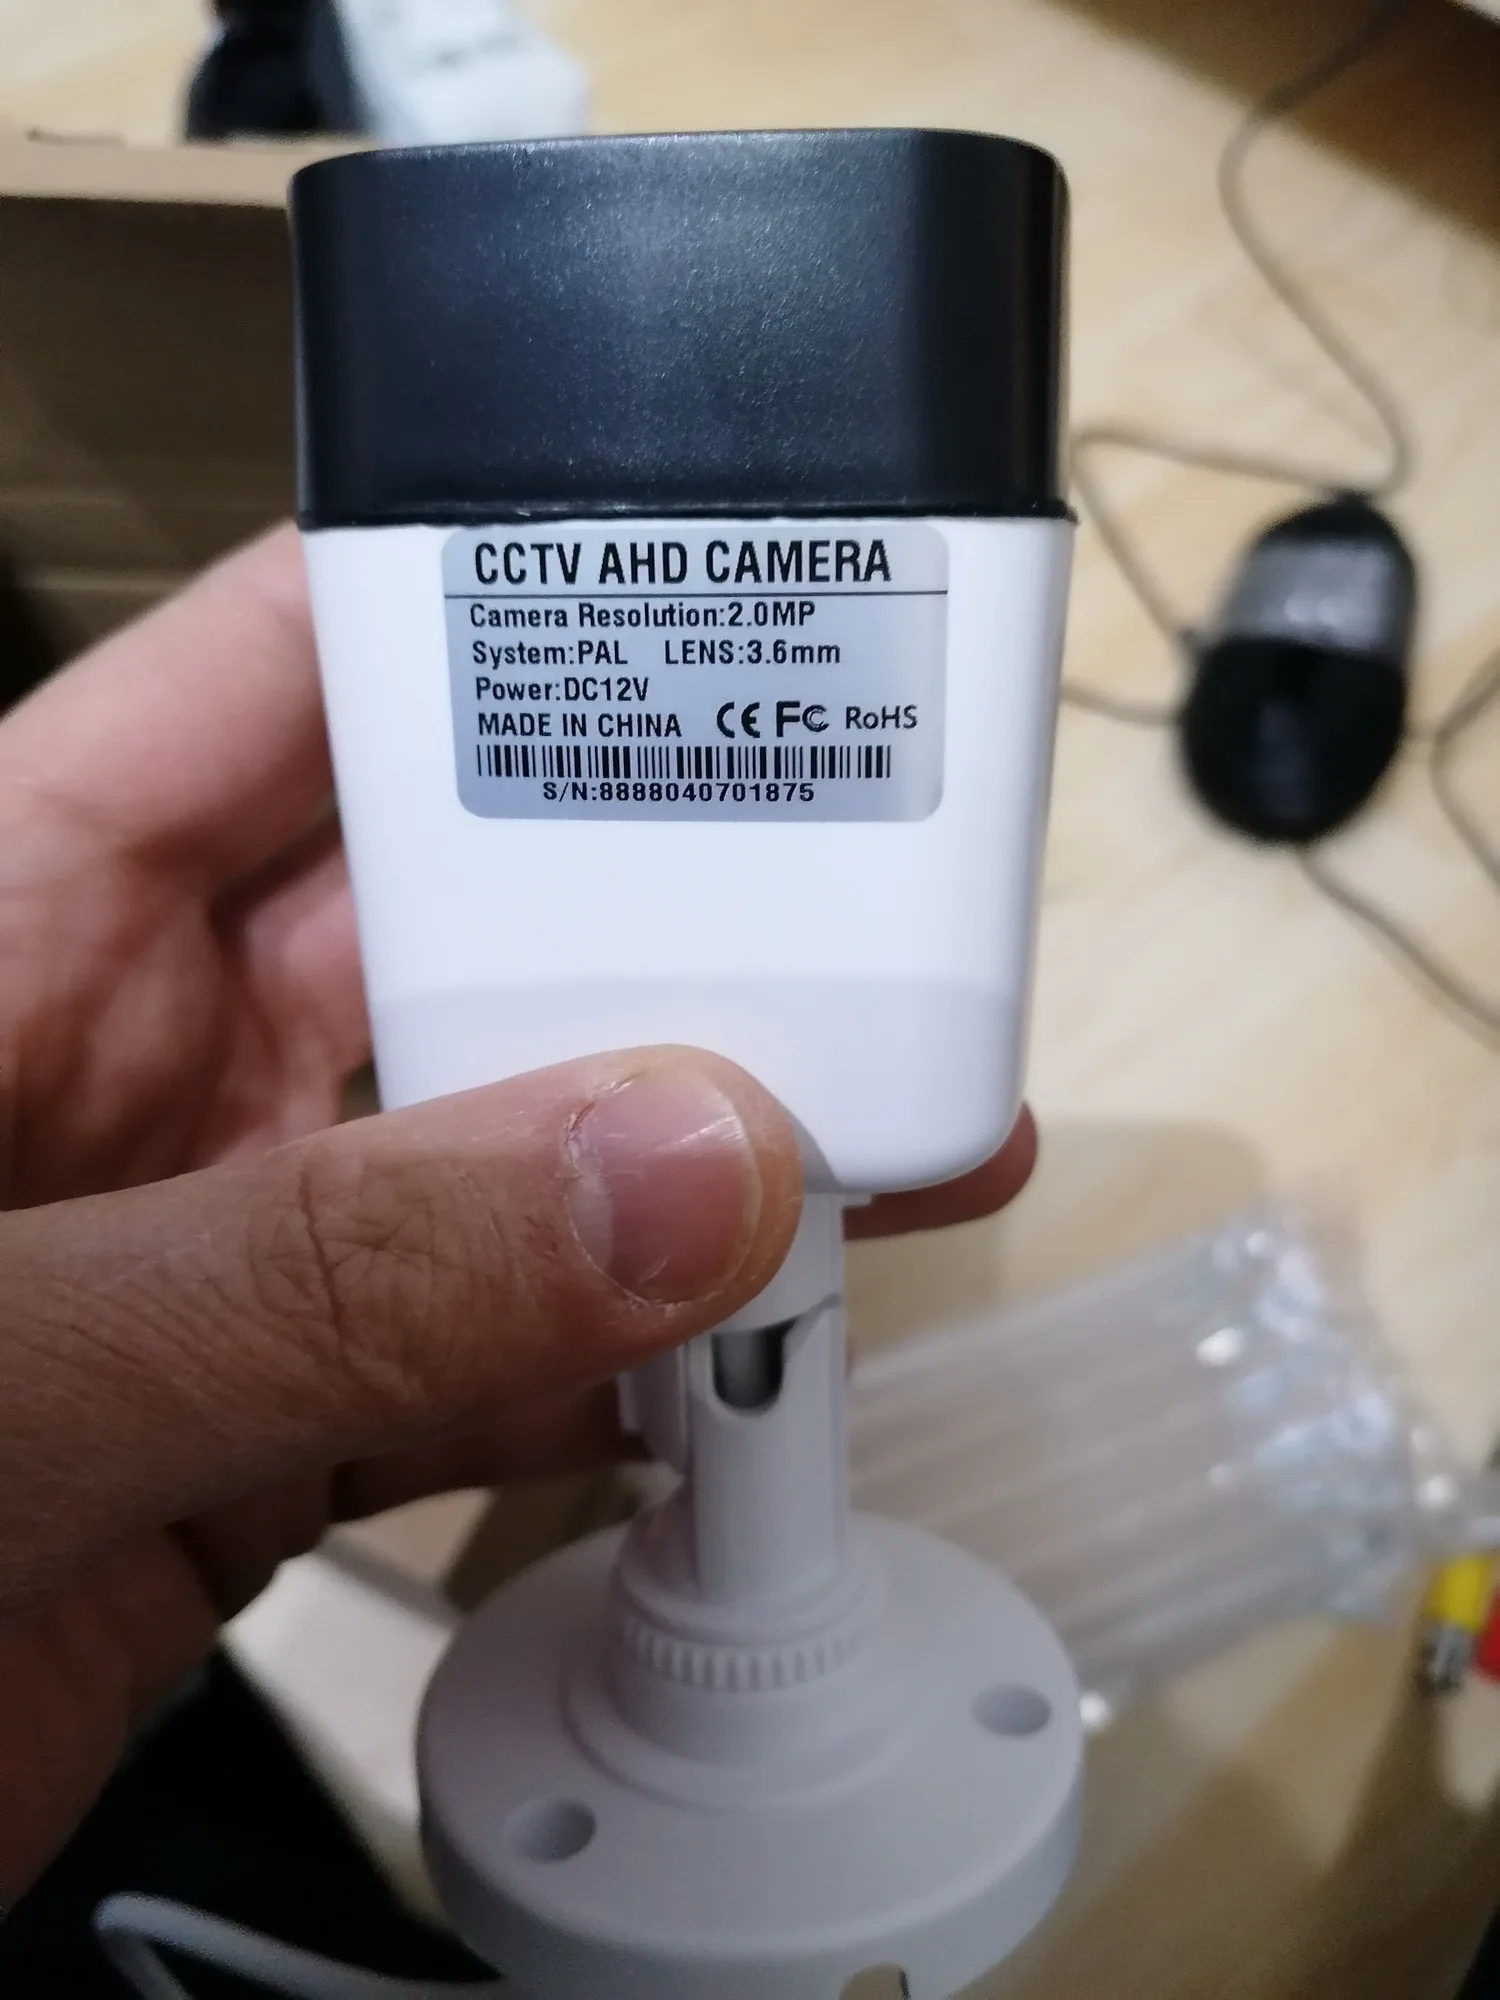 CCTV AHD CAMERA
Camera Resolution:2.0MP
System:PAL LENS:3.6mm
Power:DC12V
MADE IN CHINA CE FC RoHS
S/N:8888040701875